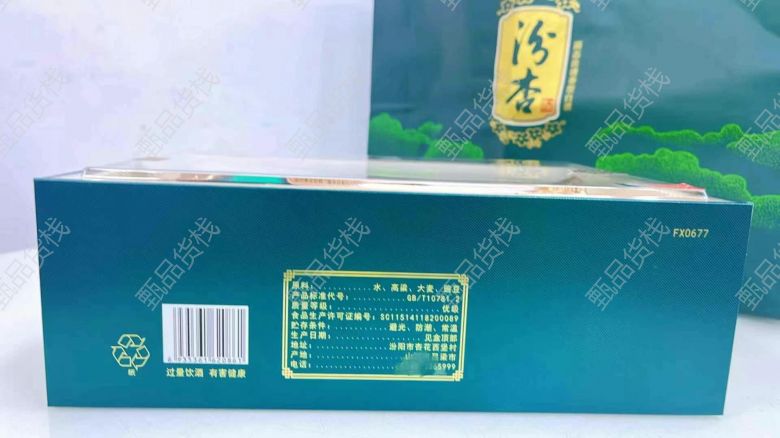 汾杏
FX0677
原料：............水、高粱、大麦、豌豆
产品标准代号：............GB/T10781.2
质量等级：............优级
食品生产许可证编号：SC11514118200089
贮存条件：............避光、防潮、常温
生产日期：............见盒顶部
地址：............汾阳市杏花西堡村
产地：
电话：
过量饮酒 有害健康
纸
甄品货栈